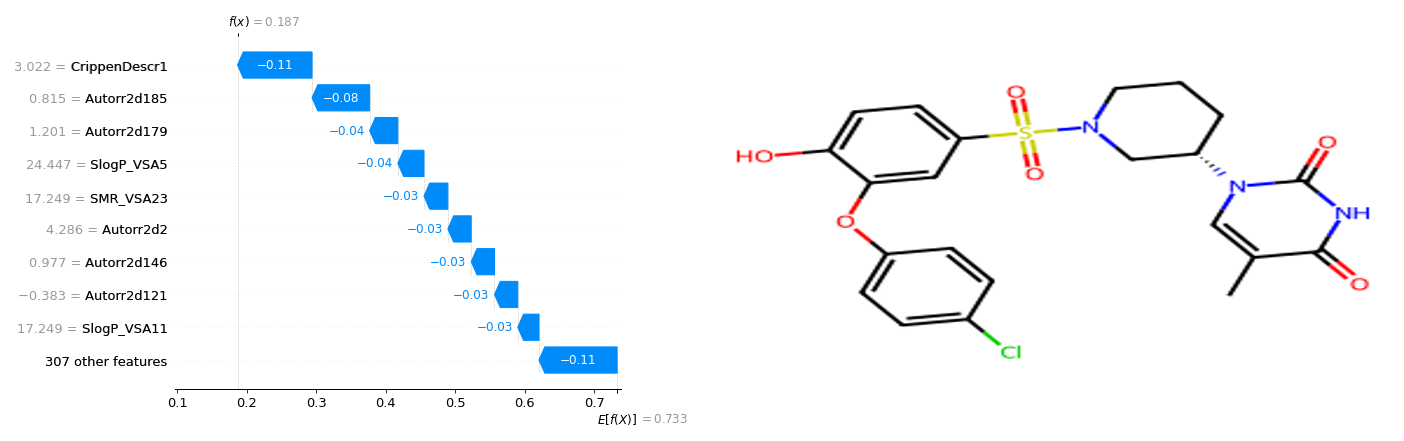 f(x) = 0.187
3.022 = CrippenDescr1
−0.11
0.815 = Autorr2d185
−0.08
1.201 = Autorr2d179
−0.04
24.447 = SlogP_VSA5
−0.04
17.249 = SMR_VSA23
−0.03
4.286 = Autorr2d2
−0.03
0.977 = Autorr2d146
−0.03
−0.383 = Autorr2d121
−0.03
17.249 = SlogP_VSA11
−0.03
307 other features
−0.11
0.1 0.2 0.3 0.4 0.5 0.6 0.7
E[f(X)] = 0.733
O
S
N
O
HO
O
Cl
O
N
NH
O